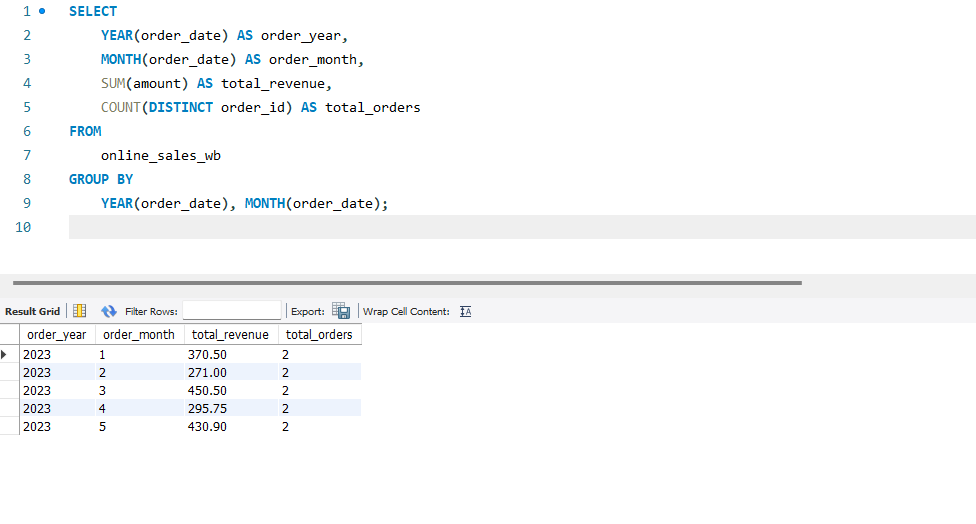 1 SELECT
2 YEAR(order_date) AS order_year,
3 MONTH(order_date) AS order_month,
4 SUM(amount) AS total_revenue,
5 COUNT(DISTINCT order_id) AS total_orders
6 FROM
7 online_sales_wb
8 GROUP BY
9 YEAR(order_date), MONTH(order_date);
10
Result Grid Filter Rows: Export: Wrap Cell Content: IA
order_year order_month total_revenue total_orders
2023 1 370.50 2
2023 2 271.00 2
2023 3 450.50 2
2023 4 295.75 2
2023 5 430.90 2